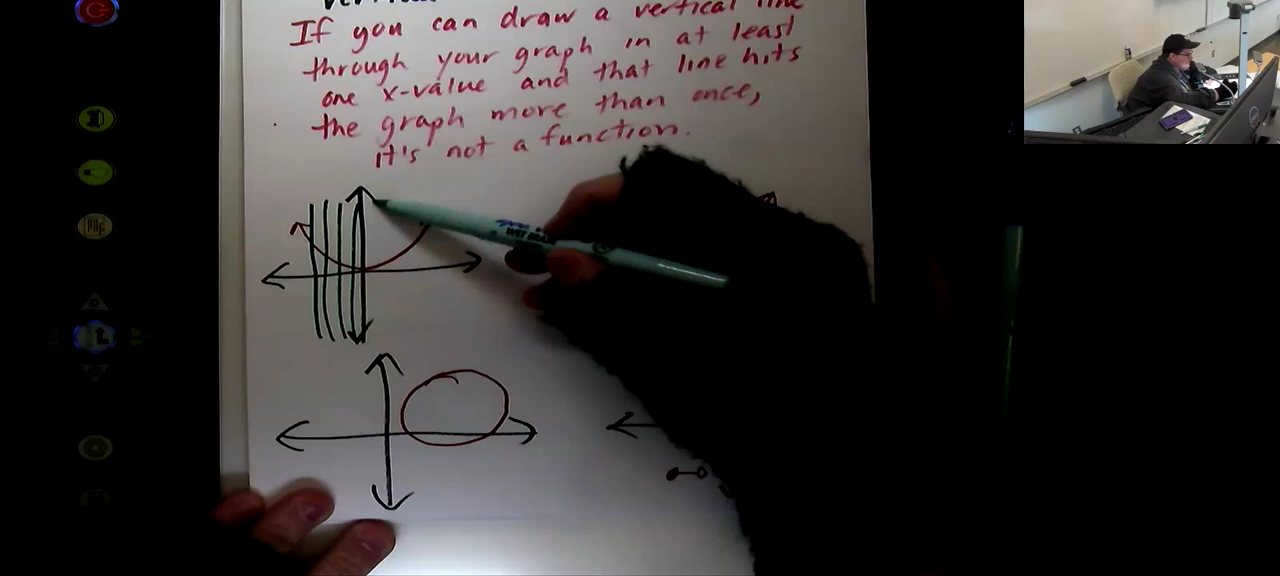 If you can draw a vertical line
through your graph in at least
one x-value and that line hits
the graph more than once,
it's not a function.